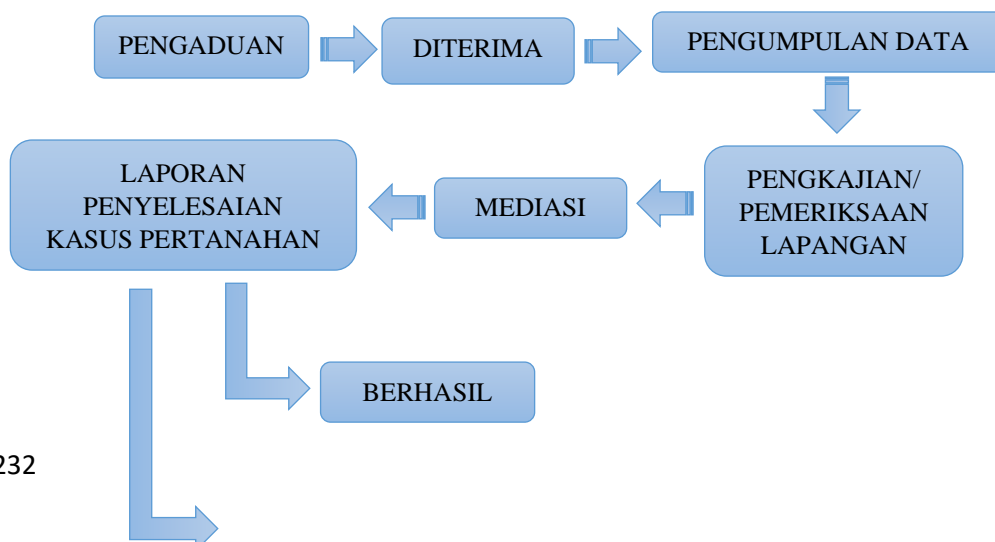 PENGADUAN
DITERIMA
PENGUMPULAN DATA
PENGKAJIAN/
PEMERIKSAAN
LAPANGAN
MEDIASI
LAPORAN
PENYELESAIAN
KASUS PERTANAHAN
BERHASIL
232